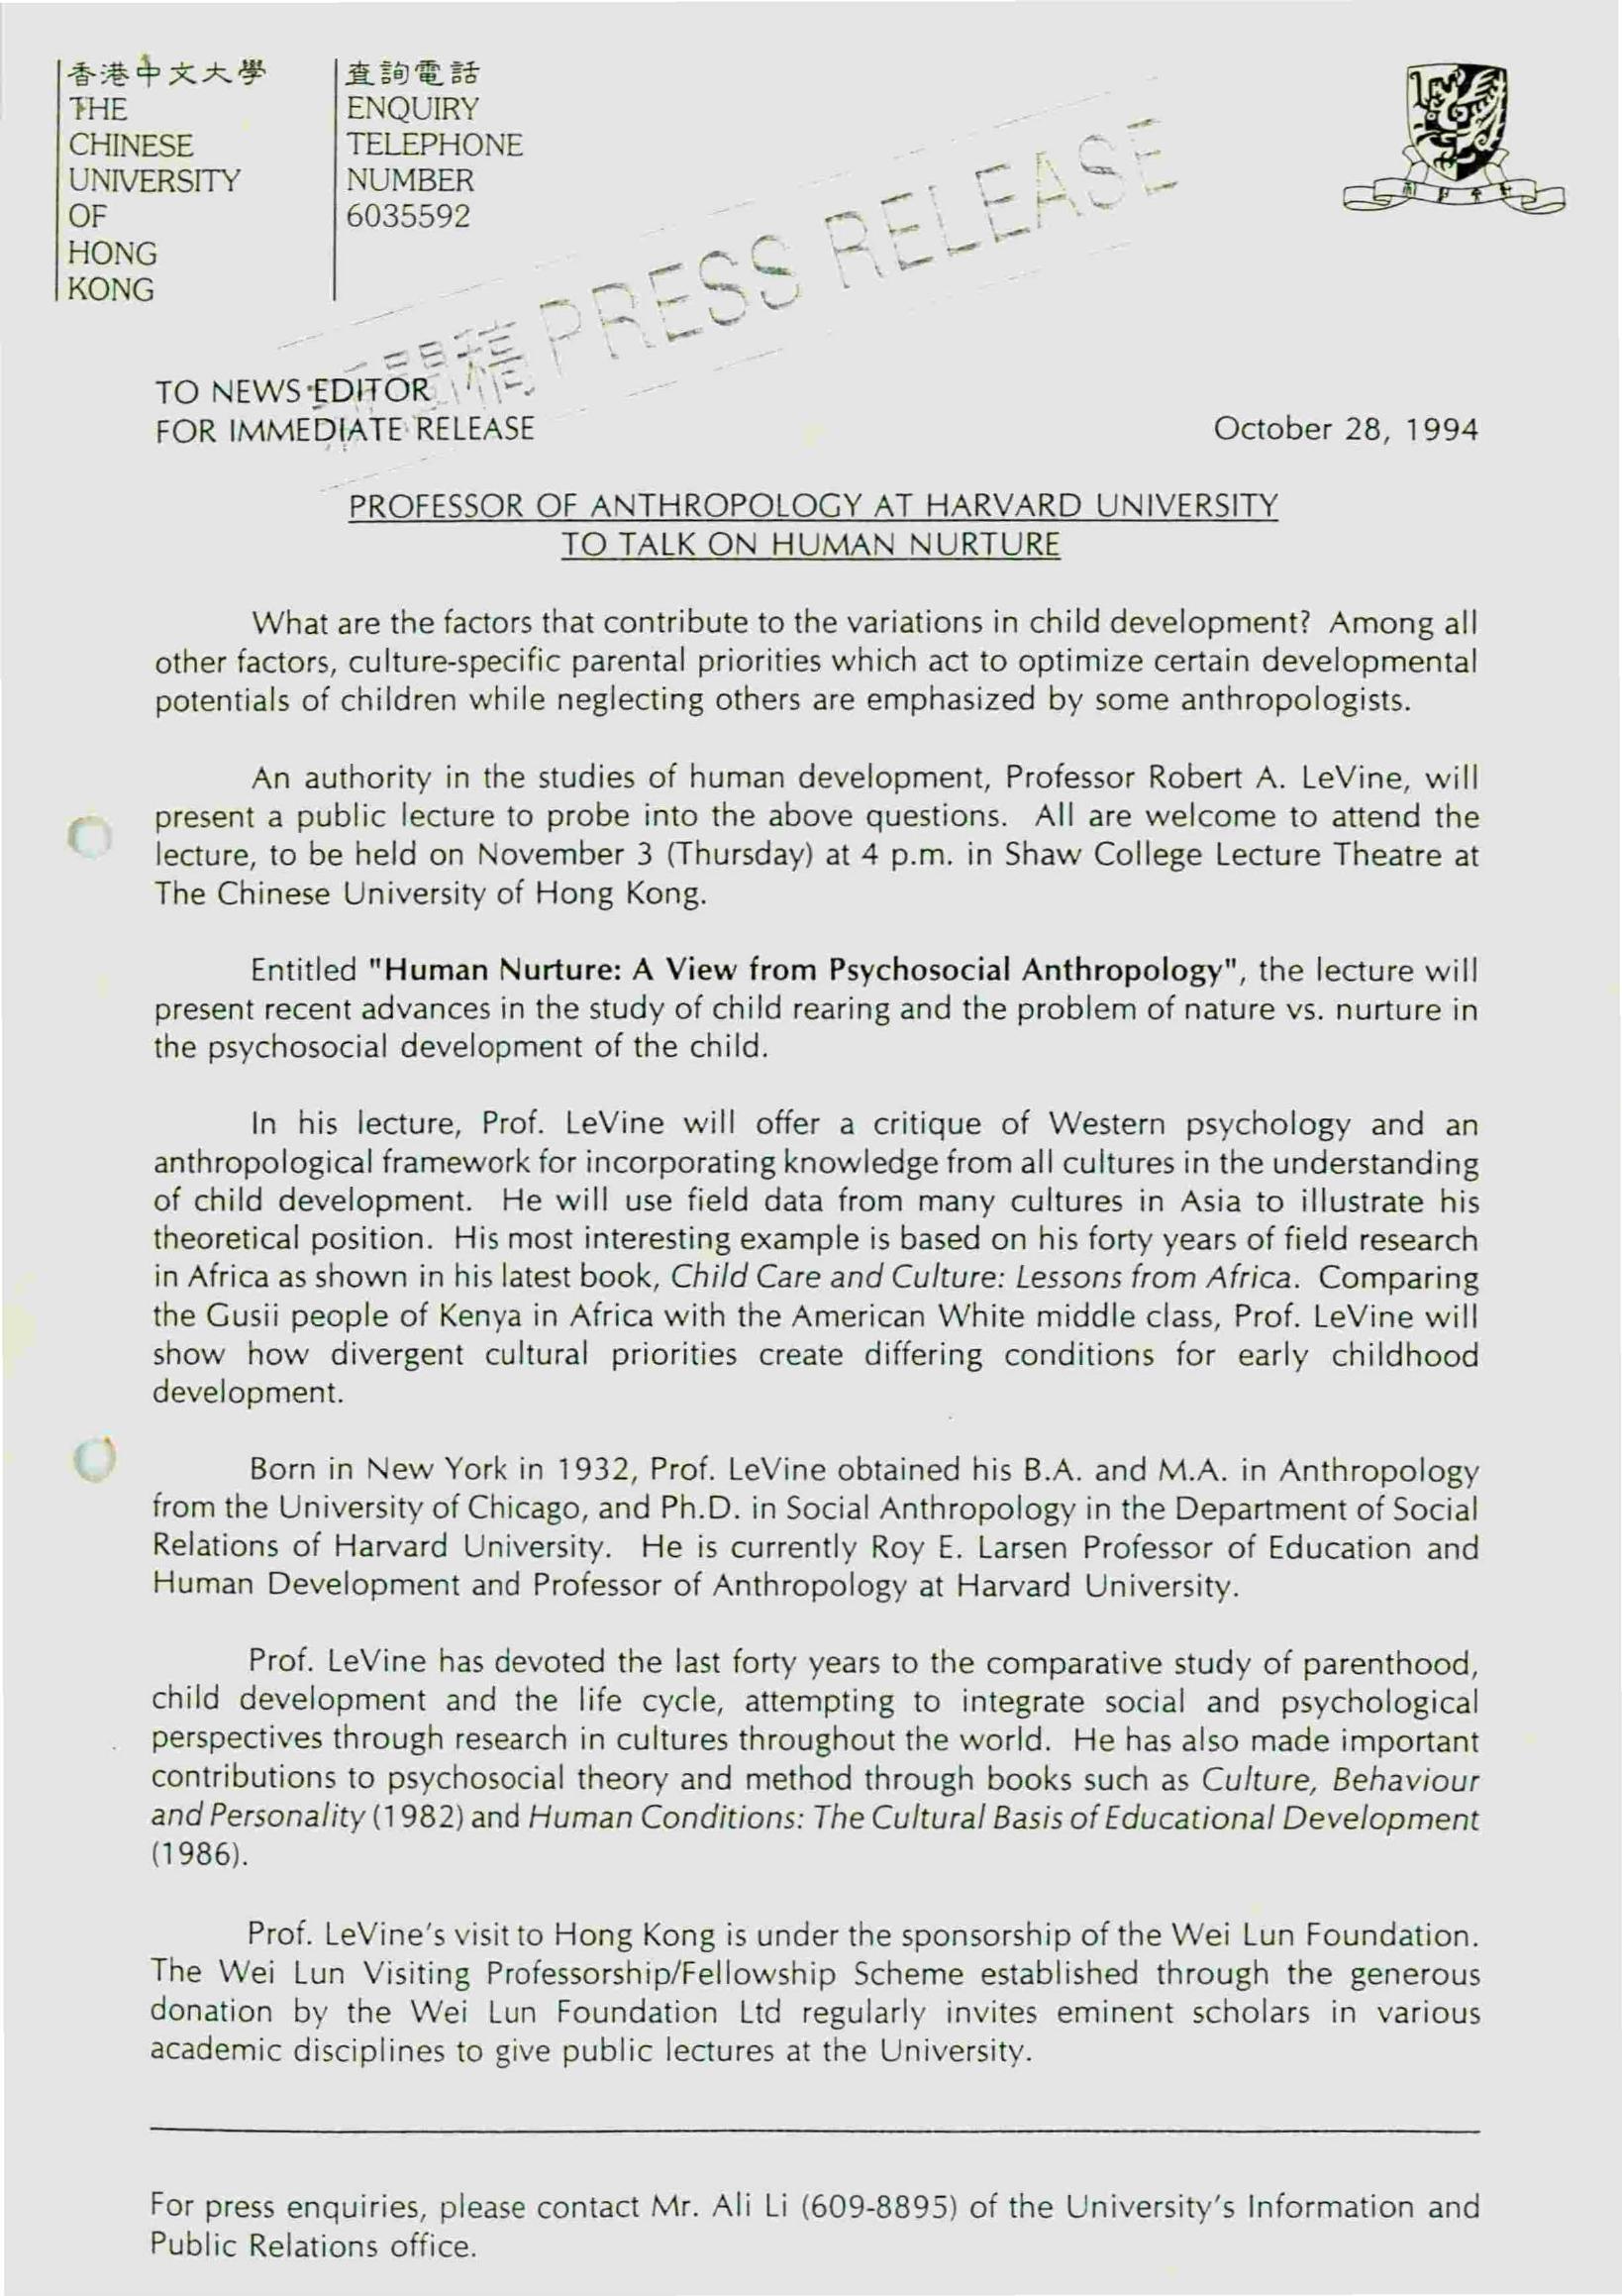 香港中文大學
THE
CHINESE
UNIVERSITY
OF
HONG
KONG
查詢電話
ENQUIRY
TELEPHONE
NUMBER
6035592
新聞稿 PRESS RELEASE
TO NEWS EDITOR
FOR IMMEDIATE RELEASE
October 28, 1994
PROFESSOR OF ANTHROPOLOGY AT HARVARD UNIVERSITY
TO TALK ON HUMAN NURTURE
What are the factors that contribute to the variations in child development? Among all
other factors, culture-specific parental priorities which act to optimize certain developmental
potentials of children while neglecting others are emphasized by some anthropologists.
An authority in the studies of human development, Professor Robert A. LeVine, will
present a public lecture to probe into the above questions. All are welcome to attend the
lecture, to be held on November 3 (Thursday) at 4 p.m. in Shaw College Lecture Theatre at
The Chinese University of Hong Kong.
Entitled "Human Nurture: A View from Psychosocial Anthropology", the lecture will
present recent advances in the study of child rearing and the problem of nature vs. nurture in
the psychosocial development of the child.
In his lecture, Prof. LeVine will offer a critique of Western psychology and an
anthropological framework for incorporating knowledge from all cultures in the understanding
of child development. He will use field data from many cultures in Asia to illustrate his
theoretical position. His most interesting example is based on his forty years of field research
in Africa as shown in his latest book, Child Care and Culture: Lessons from Africa. Comparing
the Gusii people of Kenya in Africa with the American White middle class, Prof. LeVine will
show how divergent cultural priorities create differing conditions for early childhood
development.
Born in New York in 1932, Prof. LeVine obtained his B.A. and M.A. in Anthropology
from the University of Chicago, and Ph.D. in Social Anthropology in the Department of Social
Relations of Harvard University. He is currently Roy E. Larsen Professor of Education and
Human Development and Professor of Anthropology at Harvard University.
Prof. LeVine has devoted the last forty years to the comparative study of parenthood,
child development and the life cycle, attempting to integrate social and psychological
perspectives through research in cultures throughout the world. He has also made important
contributions to psychosocial theory and method through books such as Culture, Behaviour
and Personality (1982) and Human Conditions: The Cultural Basis of Educational Development
(1986).
Prof. LeVine's visit to Hong Kong is under the sponsorship of the Wei Lun Foundation.
The Wei Lun Visiting Professorship/Fellowship Scheme established through the generous
donation by the Wei Lun Foundation Ltd regularly invites eminent scholars in various
academic disciplines to give public lectures at the University.
For press enquiries, please contact Mr. Ali Li (609-8895) of the University's Information and
Public Relations office.